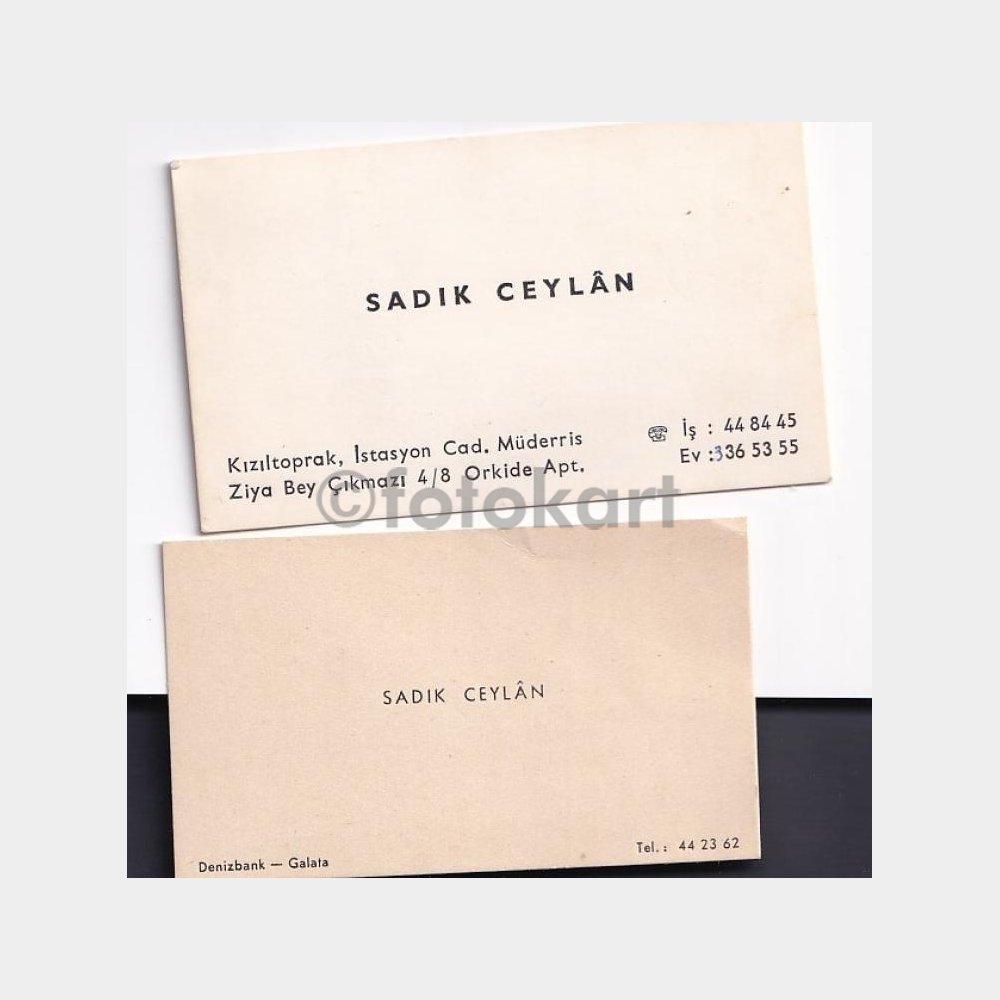 SADIK CEYLÂN
Kızıltoprak, İstasyon Cad. Müderris
Ziya Bey Çıkmazı 4/8 Orkide Apt.
☎ İş : 44 84 45
Ev : 336 53 55
©fotokart
SADIK CEYLÂN
Denizbank — Galata
Tel. : 44 23 62